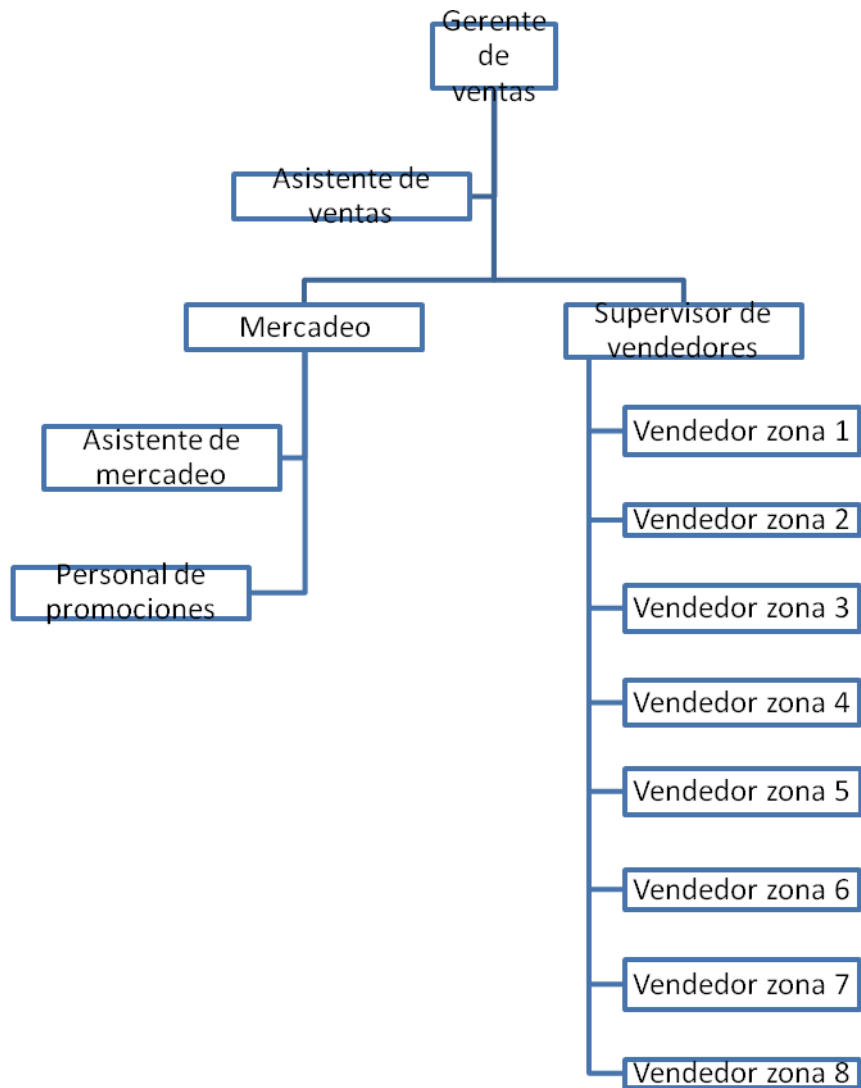 Gerente
de
ventas
Asistente de
ventas
Mercadeo
Supervisor de
vendedores
Asistente de
mercadeo
Personal de
promociones
Vendedor zona 1
Vendedor zona 2
Vendedor zona 3
Vendedor zona 4
Vendedor zona 5
Vendedor zona 6
Vendedor zona 7
Vendedor zona 8